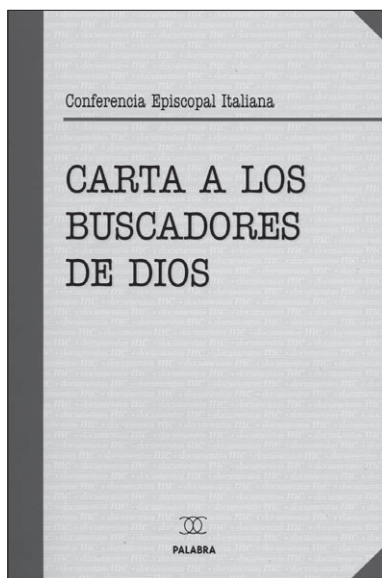 Conferencia Episcopal Italiana
CARTA A LOS
BUSCADORES
DE DIOS
PALABRA